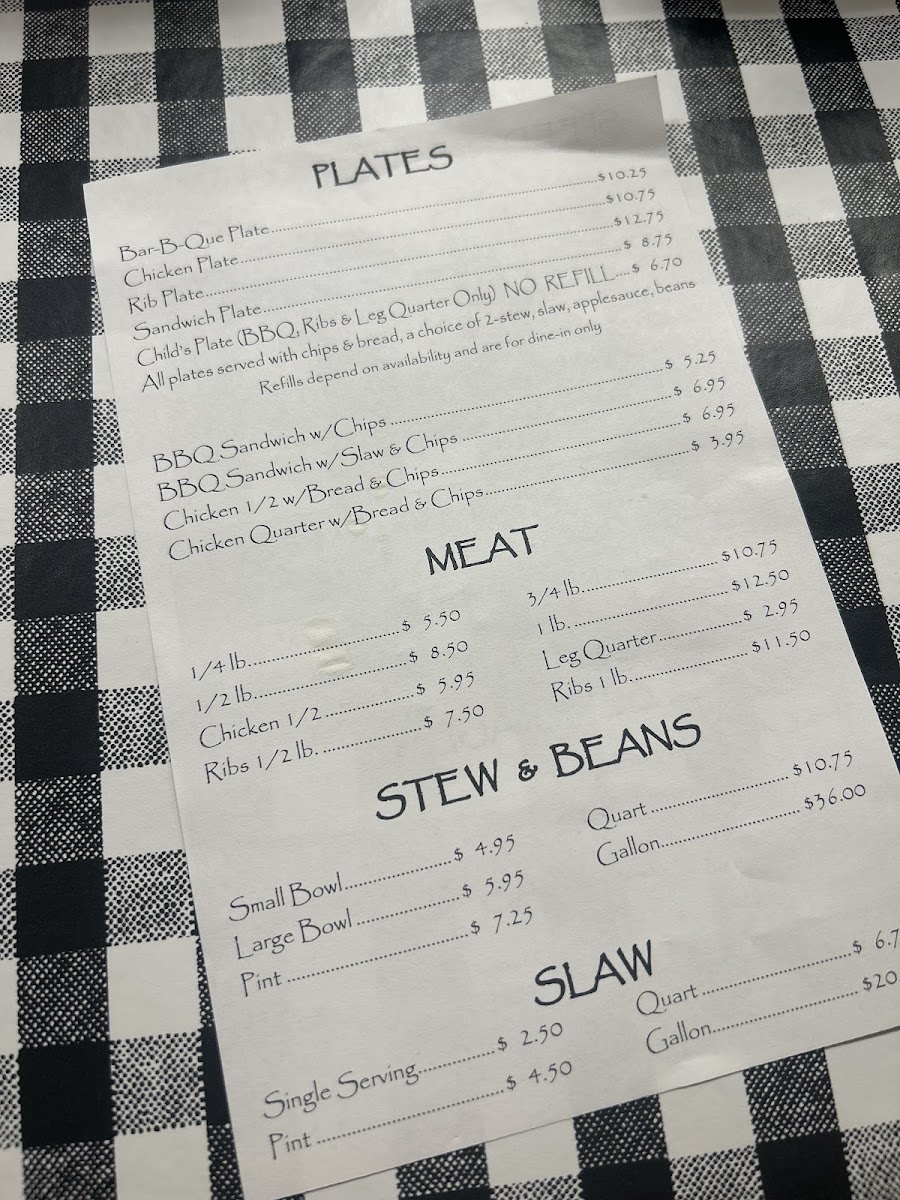 PLATES
Bar-B-Que Plate...$10.25
Chicken Plate...$10.75
Rib Plate...$12.75
Sandwich Plate...$ 8.75
Child's Plate (BBQ, Ribs & Leg Quarter Only) NO REFILL...$ 6.70
All plates served with chips & bread, a choice of 2-stew, slaw, applesauce, beans
Refills depend on availability and are for dine-in only
BBQ Sandwich w/Chips...$ 5.25
BBQ Sandwich w/Slaw & Chips...$ 6.95
Chicken 1/2 w/Bread & Chips...$ 6.95
Chicken Quarter w/Bread & Chips...$ 3.95
MEAT
1/4 lb...$ 5.50
1/2 lb...$ 8.50
Chicken 1/2...$ 5.95
Ribs 1/2 lb. ...$ 7.50
3/4 lb...$10.75
1 lb. ...$12.50
Leg Quarter...$ 2.95
Ribs 1 lb...$11.50
STEW & BEANS
Small Bowl...$ 4.95
Large Bowl...$ 5.95
Pint...$ 7.25
Quart...$10.75
Gallon...$36.00
SLAW
Single Serving...$ 2.50
Pint...$ 4.50
Quart...$ 6.7
Gallon...$20